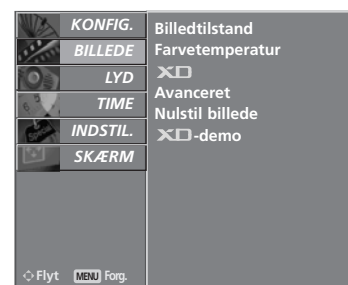 KONFIG.
BILLEDE
LYD
TIME
INDSTIL.
SKÆRM
Billedtilstand
Farvetemperatur
XD
Avanceret
Nulstil billede
XD-demo
Flyt MENU Forg.